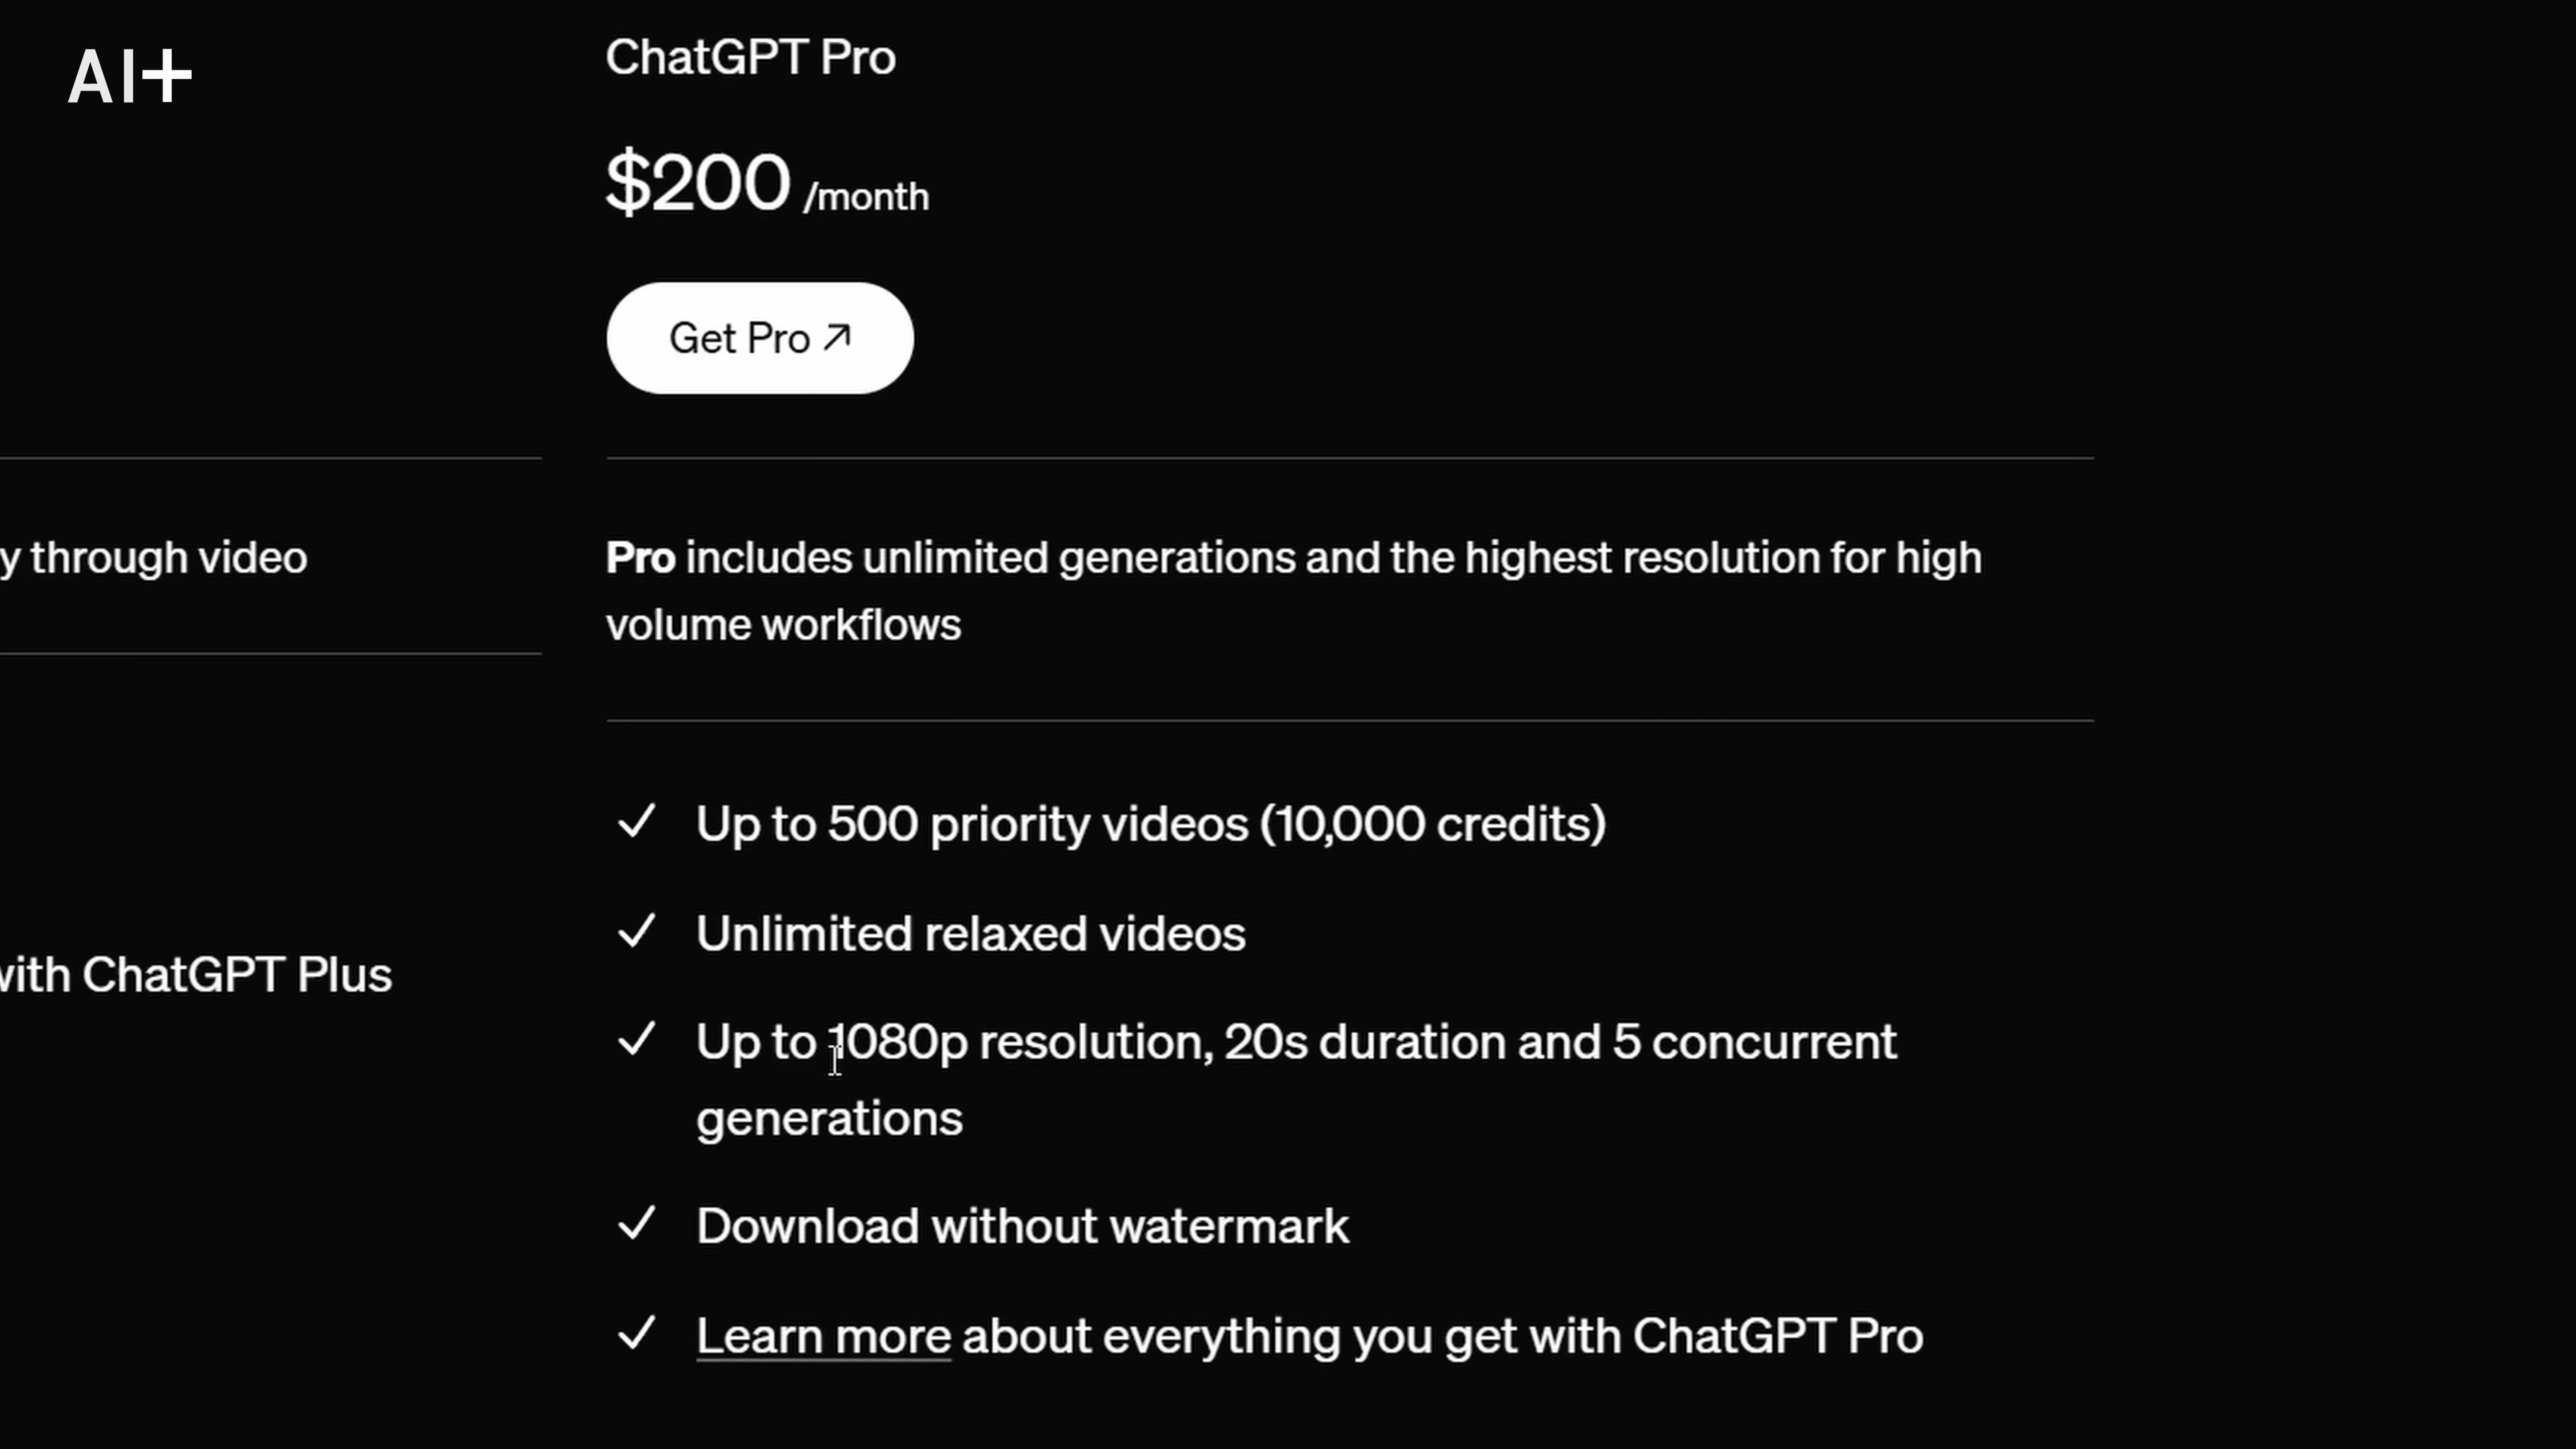 AI+
ChatGPT Pro
$200 /month
Get Pro ↗
y through video
Pro includes unlimited generations and the highest resolution for high
volume workflows
Up to 500 priority videos (10,000 credits)
Unlimited relaxed videos
with ChatGPT Plus
Up to 1080p resolution, 20s duration and 5 concurrent
generations
Download without watermark
Learn more about everything you get with ChatGPT Pro